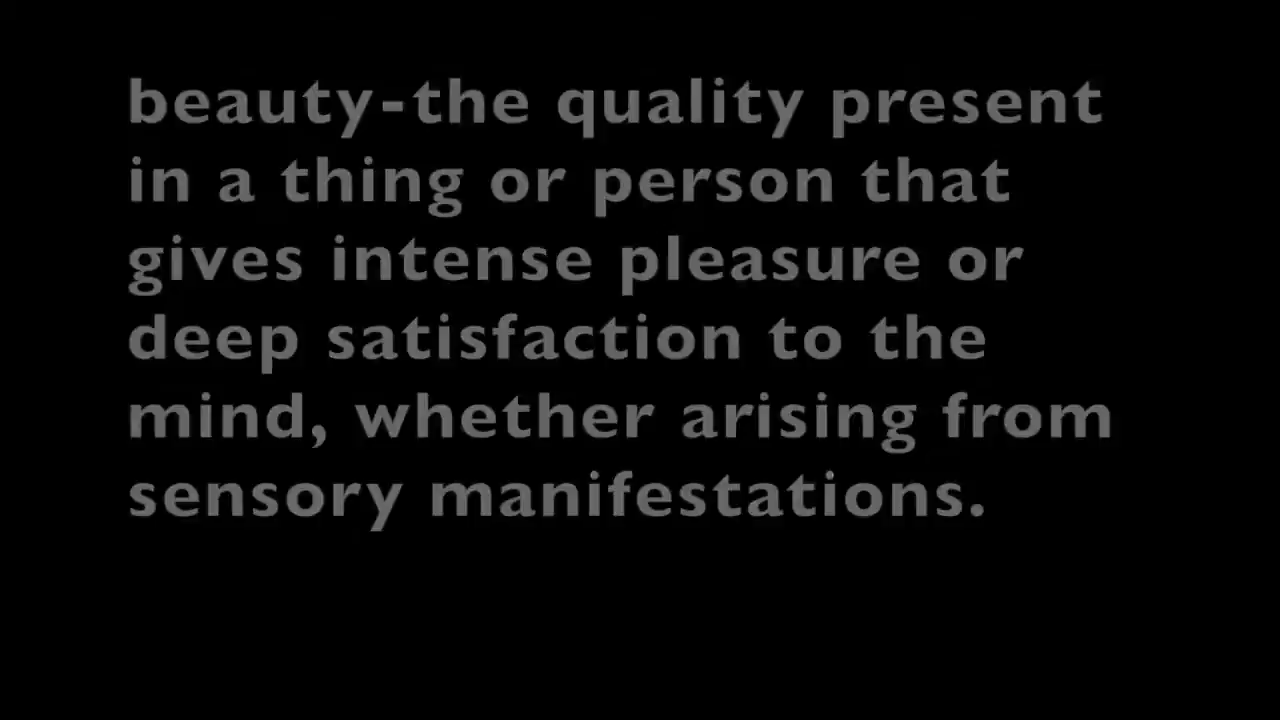 beauty-the quality present
in a thing or person that
gives intense pleasure or
deep satisfaction to the
mind, whether arising from
sensory manifestations.